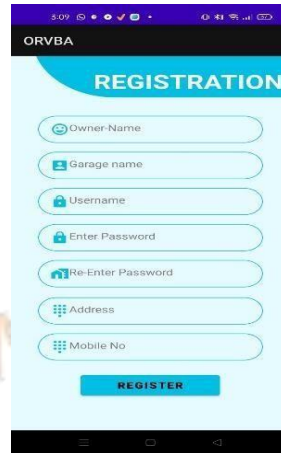 5:09
ORVBA
REGISTRATION
Owner-Name
Garage name
Username
Enter Password
Re-Enter Password
Address
Mobile No
REGISTER